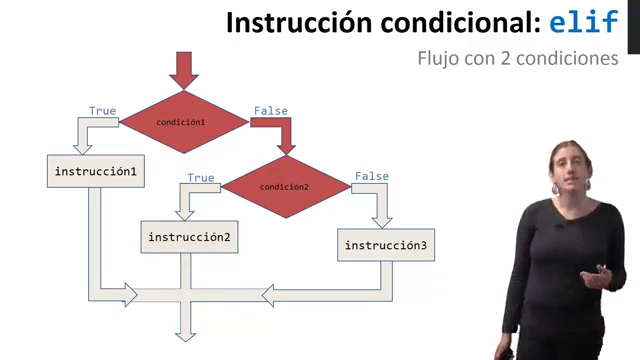 Instrucción condicional: elif
Flujo con 2 condiciones
True
False
condición1
instrucción1
True
False
condición2
instrucción2
instrucción3